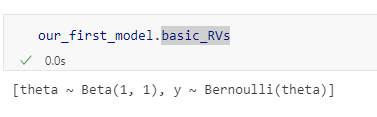 our_first_model.basic_RVs
0.0s
[theta ~ Beta(1, 1), y ~ Bernoulli(theta)]